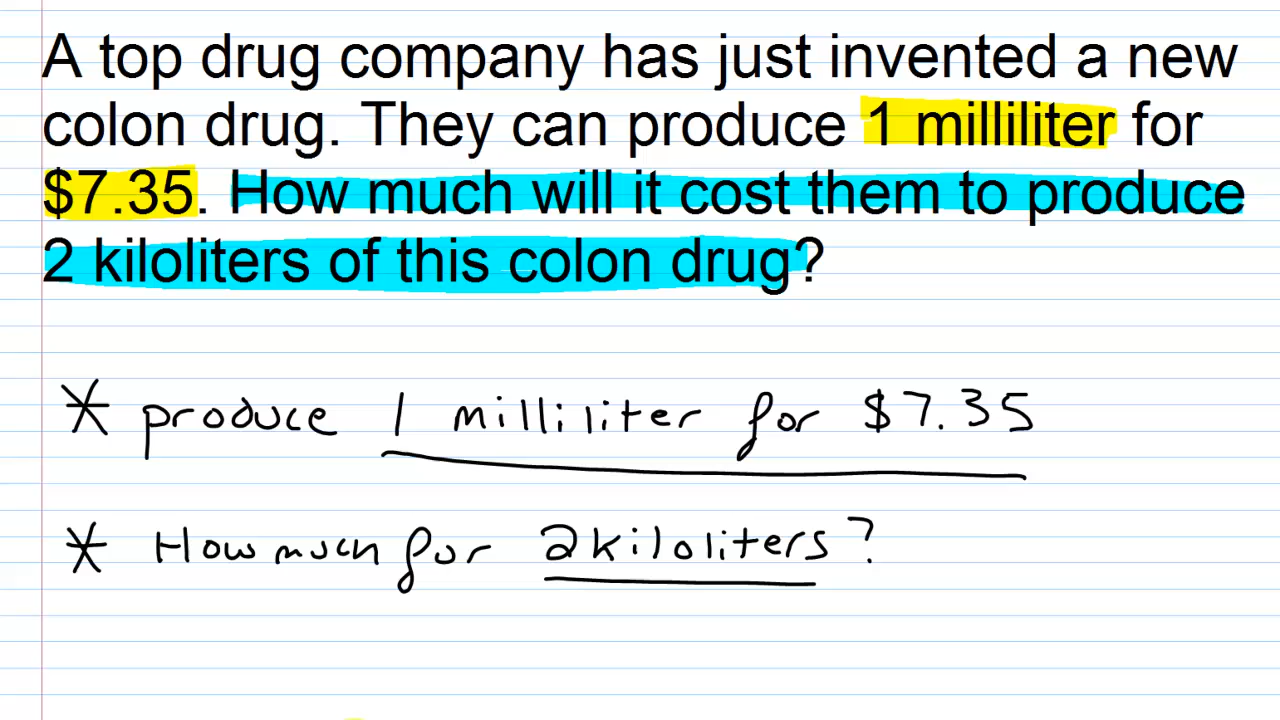 A top drug company has just invented a new
colon drug. They can produce 1 milliliter for
$7.35. How much will it cost them to produce
2 kiloliters of this colon drug?
* produce 1 milliliter for $7.35
* How much for 2 kiloliters?